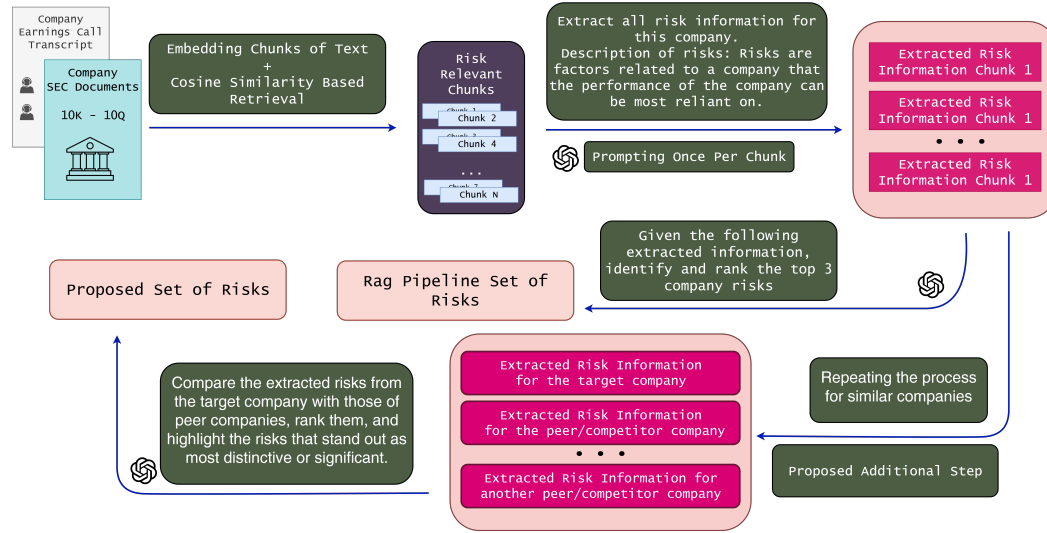 Company
Earnings Call
Transcript
Company
SEC Documents
10K - 10Q
Embedding Chunks of Text
+
Cosine Similarity Based
Retrieval
Risk
Relevant
Chunks
Chunk 1
Chunk 2
Chunk 3
Chunk 4
...
Chunk 7
Chunk N
Extract all risk information for
this company.
Description of risks: Risks are
factors related to a company that
the performance of the company can
be most reliant on.
Prompting Once Per Chunk
Extracted Risk
Information Chunk 1
Extracted Risk
Information Chunk 1
• • •
Extracted Risk
Information Chunk 1
Given the following
extracted information,
identify and rank the top 3
company risks
Proposed Set of Risks
Rag Pipeline Set of
Risks
Extracted Risk Information
for the target company
Extracted Risk Information
for the peer/competitor company
• • •
Extracted Risk Information for
another peer/competitor company
Repeating the process
for similar companies
Proposed Additional Step
Compare the extracted risks from
the target company with those of
peer companies, rank them, and
highlight the risks that stand out as
most distinctive or significant.